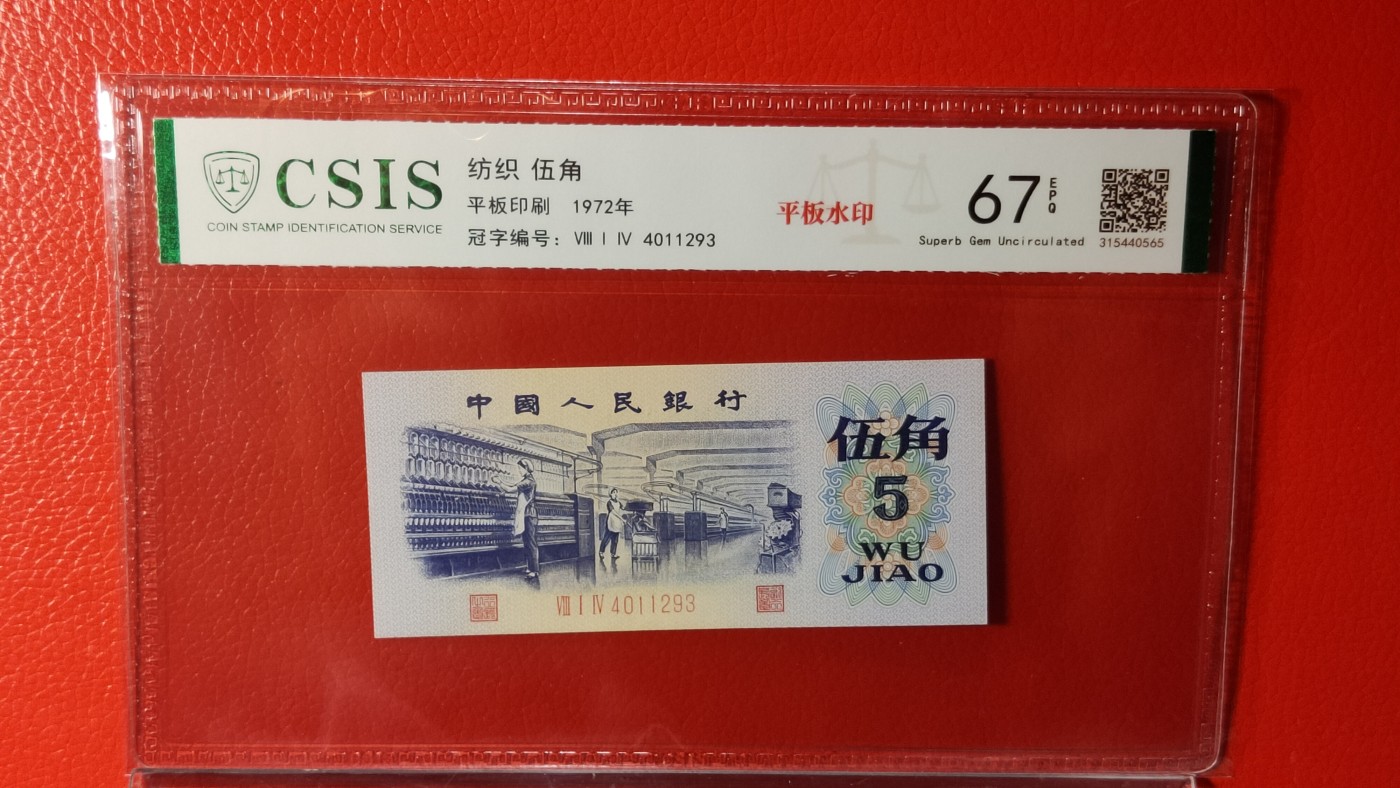 CSIS
COIN STAMP IDENTIFICATION SERVICE
纺织 伍角
平板印刷 1972年
冠字编号: Ⅷ Ⅰ Ⅳ 4011293
平板水印
67 EPQ
Superb Gem Uncirculated
315440565
中國人民銀行
伍角
5
WU
JIAO
Ⅷ Ⅰ Ⅳ 4011293